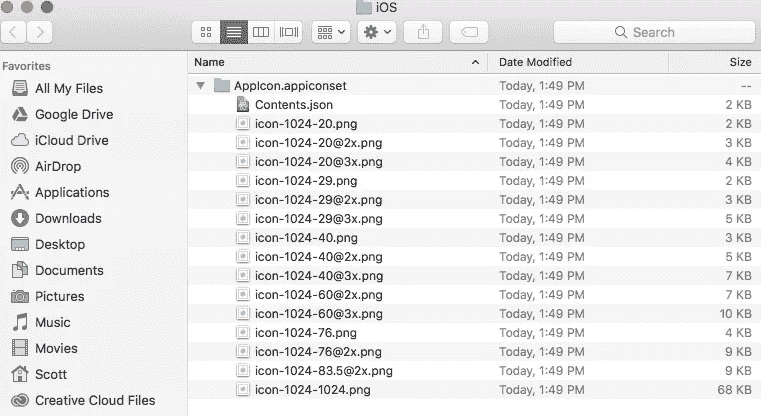 iOS
Search
Favorites
All My Files
Google Drive
iCloud Drive
AirDrop
Applications
Downloads
Desktop
Documents
Pictures
Music
Movies
Scott
Creative Cloud Files
Name Date Modified Size
AppIcon.appiconset Today, 1:49 PM --
Contents.json Today, 1:49 PM 2 KB
icon-1024-20.png Today, 1:49 PM 2 KB
icon-1024-20@2x.png Today, 1:49 PM 3 KB
icon-1024-20@3x.png Today, 1:49 PM 4 KB
icon-1024-29.png Today, 1:49 PM 2 KB
icon-1024-29@2x.png Today, 1:49 PM 3 KB
icon-1024-29@3x.png Today, 1:49 PM 5 KB
icon-1024-40.png Today, 1:49 PM 3 KB
icon-1024-40@2x.png Today, 1:49 PM 5 KB
icon-1024-40@3x.png Today, 1:49 PM 7 KB
icon-1024-60@2x.png Today, 1:49 PM 7 KB
icon-1024-60@3x.png Today, 1:49 PM 10 KB
icon-1024-76.png Today, 1:49 PM 4 KB
icon-1024-76@2x.png Today, 1:49 PM 9 KB
icon-1024-83.5@2x.png Today, 1:49 PM 9 KB
icon-1024-1024.png Today, 1:49 PM 68 KB